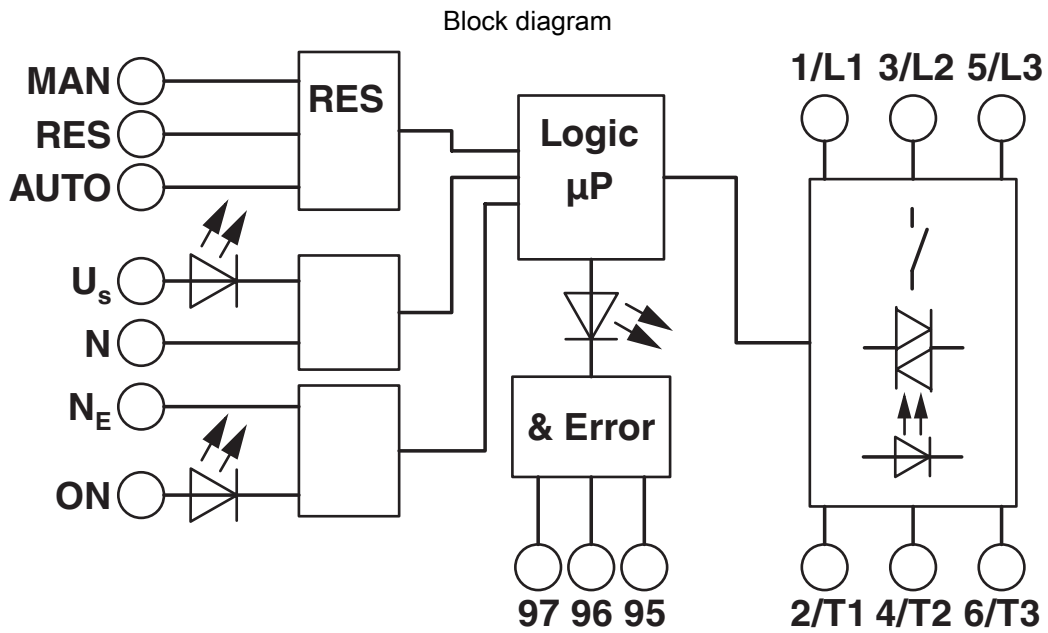 Block diagram
MAN
RES
AUTO
RES
Us
N
NE
ON
Logic
µP
& Error
97 96 95
1/L1 3/L2 5/L3
2/T1 4/T2 6/T3